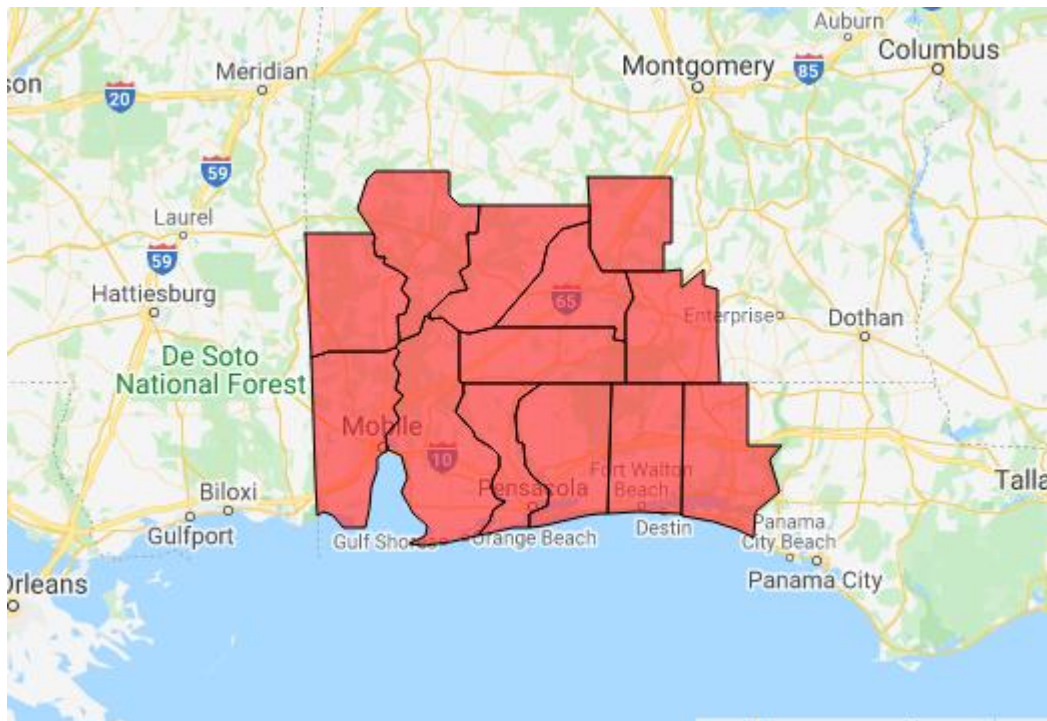 Auburn
Columbus
Meridian
Montgomery
85
son
20
59
Laurel
59
Hattiesburg
65
Enterprise
Dothan
De Soto
National Forest
Mobile
10
Fort Walton
Beach
Pensacola
Talla
Biloxi
Gulfport
Gulf Shores
Orange Beach
Destin
Panama
City Beach
Panama City
Orleans